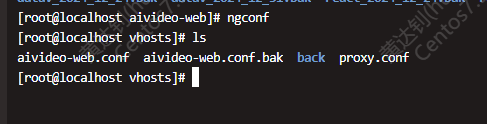 [root@localhost aivideo-web]# ngconf
[root@localhost vhosts]# ls
aivideo-web.conf  aivideo-web.conf.bak  back  proxy.conf
[root@localhost vhosts]#